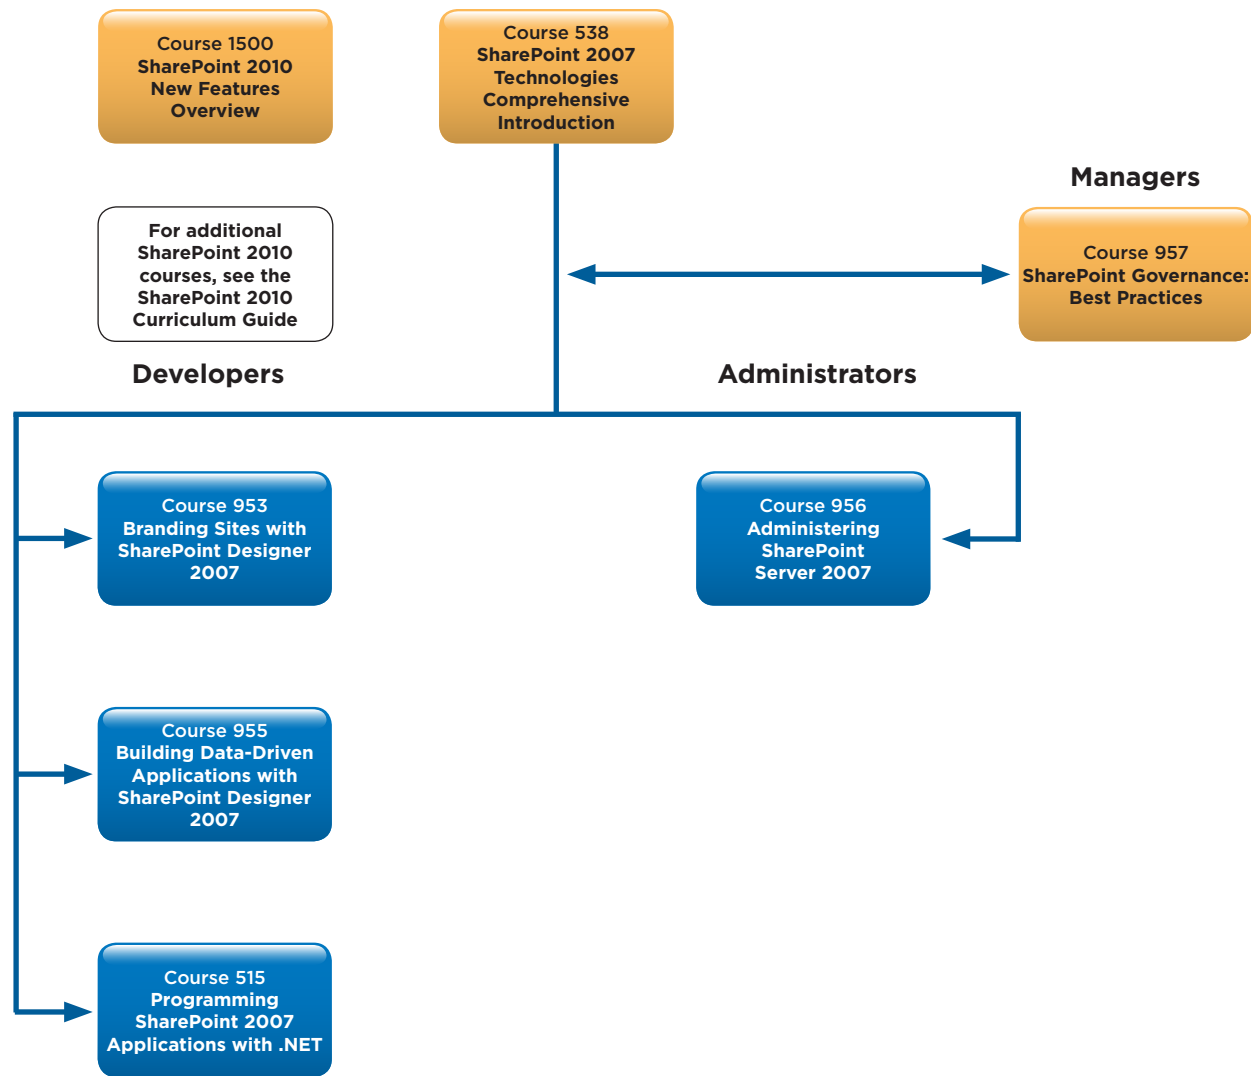 Course 1500
SharePoint 2010
New Features
Overview
Course 538
SharePoint 2007
Technologies
Comprehensive
Introduction
Managers
Course 957
SharePoint Governance:
Best Practices
For additional
SharePoint 2010
courses, see the
SharePoint 2010
Curriculum Guide
Developers
Administrators
Course 953
Branding Sites with
SharePoint Designer
2007
Course 956
Administering
SharePoint
Server 2007
Course 955
Building Data-Driven
Applications with
SharePoint Designer
2007
Course 515
Programming
SharePoint 2007
Applications with .NET